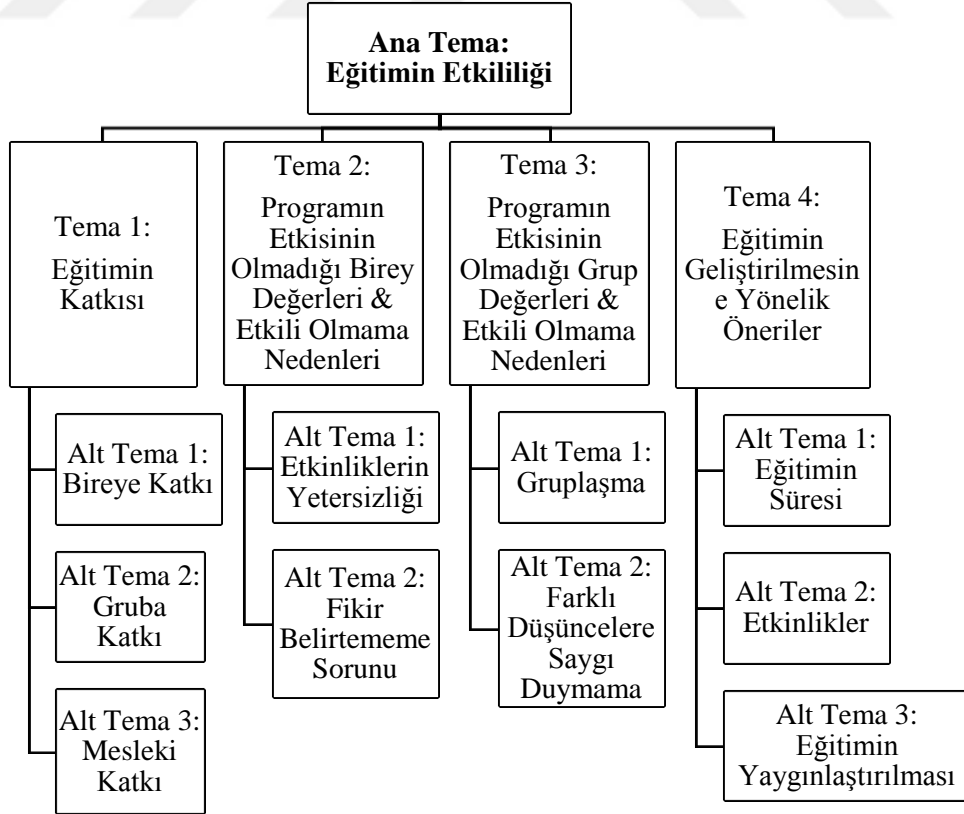 Ana Tema:
Eğitimin Etkililiği
Tema 1:
Eğitimin
Katkısı
Alt Tema 1:
Bireye Katkı
Alt Tema 2:
Gruba
Katkı
Alt Tema 3:
Mesleki
Katkı
Tema 2:
Programın
Etkisinin
Olmadığı Birey
Değerleri &
Etkili Olmama
Nedenleri
Alt Tema 1:
Etkinliklerin
Yetersizliği
Alt Tema 2:
Fikir
Belirtememe
Sorunu
Tema 3:
Programın
Etkisinin
Olmadığı Grup
Değerleri &
Etkili Olmama
Nedenleri
Alt Tema 1:
Gruplaşma
Alt Tema 2:
Farklı
Düşüncelere
Saygı
Duymama
Tema 4:
Eğitimin
Geliştirilmesin
e Yönelik
Öneriler
Alt Tema 1:
Eğitimin
Süresi
Alt Tema 2:
Etkinlikler
Alt Tema 3:
Eğitimin
Yaygınlaştırılması